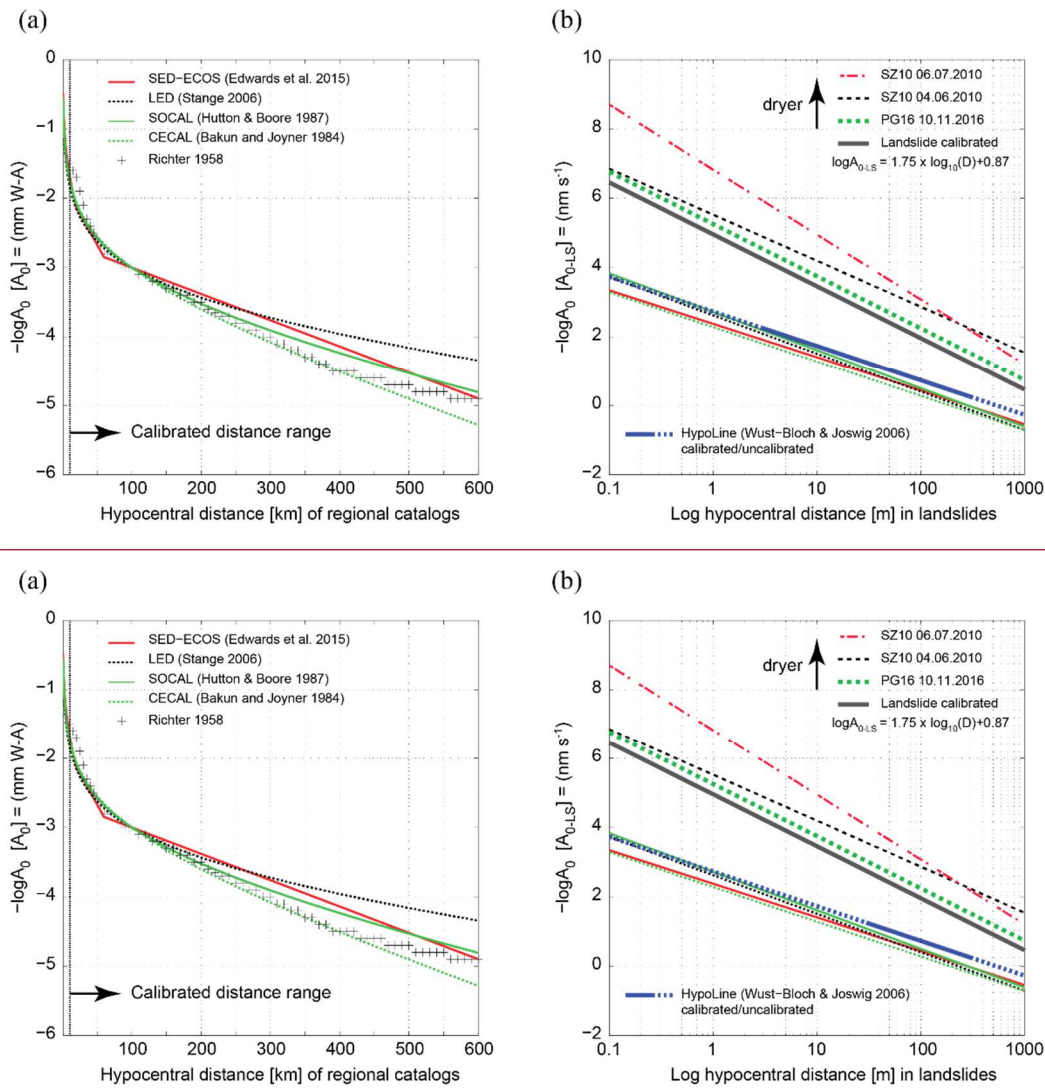 (a)
0
−1
−2
−3
−4
−5
−6
−logA0 [A0] = (mm W-A)
SED−ECOS (Edwards et al. 2015)
LED (Stange 2006)
SOCAL (Hutton & Boore 1987)
CECAL (Bakun and Joyner 1984)
Richter 1958
Calibrated distance range
100 200 300 400 500 600
Hypocentral distance [km] of regional catalogs
(b)
10
8
6
4
2
0
−2
−logA0 [A0-LS] = (nm s-1)
SZ10 06.07.2010
dryer
SZ10 04.06.2010
PG16 10.11.2016
Landslide calibrated
logA0-LS = 1.75 x log10(D)+0.87
HypoLine (Wust−Bloch & Joswig 2006)
calibrated/uncalibrated
0.1 1 10 100 1000
Log hypocentral distance [m] in landslides
(a)
0
−1
−2
−3
−4
−5
−6
−logA0 [A0] = (mm W-A)
SED−ECOS (Edwards et al. 2015)
LED (Stange 2006)
SOCAL (Hutton & Boore 1987)
CECAL (Bakun and Joyner 1984)
Richter 1958
Calibrated distance range
100 200 300 400 500 600
Hypocentral distance [km] of regional catalogs
(b)
10
8
6
4
2
0
−2
−logA0 [A0-LS] = (nm s-1)
SZ10 06.07.2010
dryer
SZ10 04.06.2010
PG16 10.11.2016
Landslide calibrated
logA0-LS = 1.75 x log10(D)+0.87
HypoLine (Wust−Bloch & Joswig 2006)
calibrated/uncalibrated
0.1 1 10 100 1000
Log hypocentral distance [m] in landslides